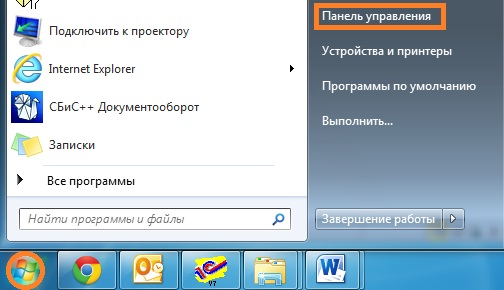 Подключить к проектору
Internet Explorer
СБиС++ Документооборот
Записки
Все программы
Найти программы и файлы
Панель управления
Устройства и принтеры
Программы по умолчанию
Выполнить...
Завершение работы
V7